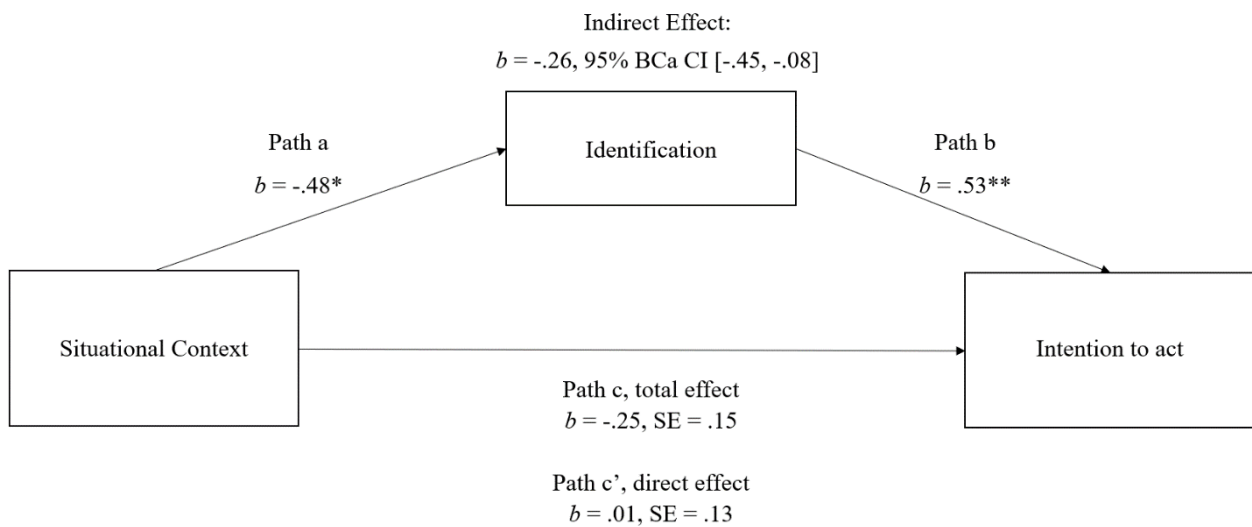 Indirect Effect:
b = -.26, 95% BCa CI [-.45, -.08]
Path a
b = -.48*
Identification
Path b
b = .53**
Situational Context
Intention to act
Path c, total effect
b = -.25, SE = .15
Path c’, direct effect
b = .01, SE = .13